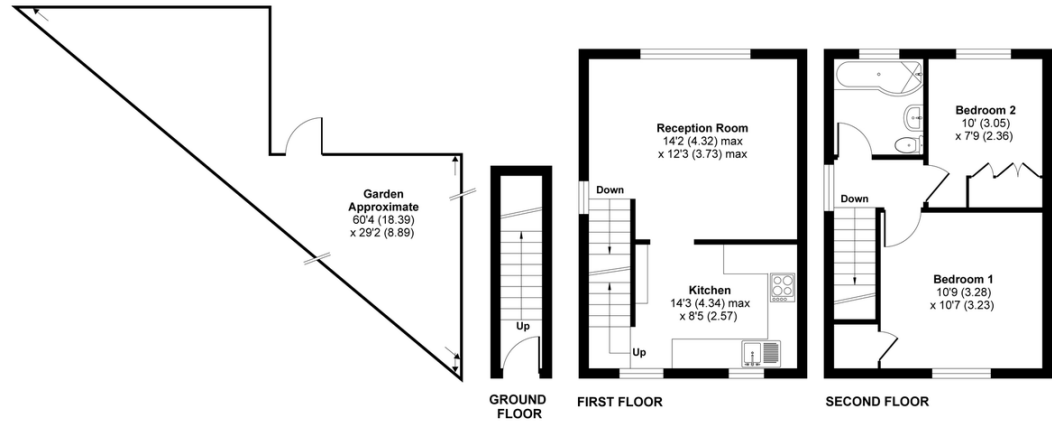 Garden
Approximate
60'4 (18.39)
x 29'2 (8.89)
Up
GROUND
FLOOR
Reception Room
14'2 (4.32) max
x 12'3 (3.73) max
Down
Kitchen
14'3 (4.34) max
x 8'5 (2.57)
Up
FIRST FLOOR
Bedroom 2
10' (3.05)
x 7'9 (2.36)
Down
Bedroom 1
10'9 (3.28)
x 10'7 (3.23)
SECOND FLOOR